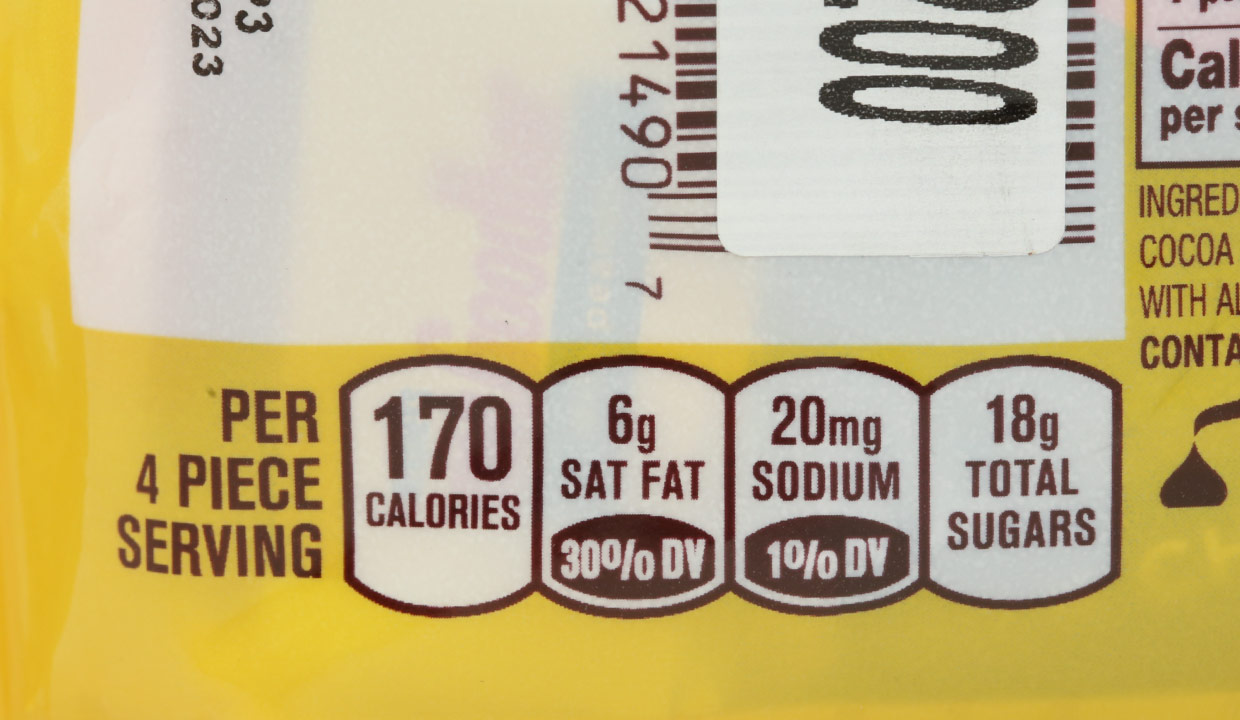 023
21490
7
00
Cal
per s
INGRED
COCOA
WITH AL
CONTA
PER
4 PIECE
SERVING
170
CALORIES
6g
SAT FAT
30% DV
20mg
SODIUM
1% DV
18g
TOTAL
SUGARS